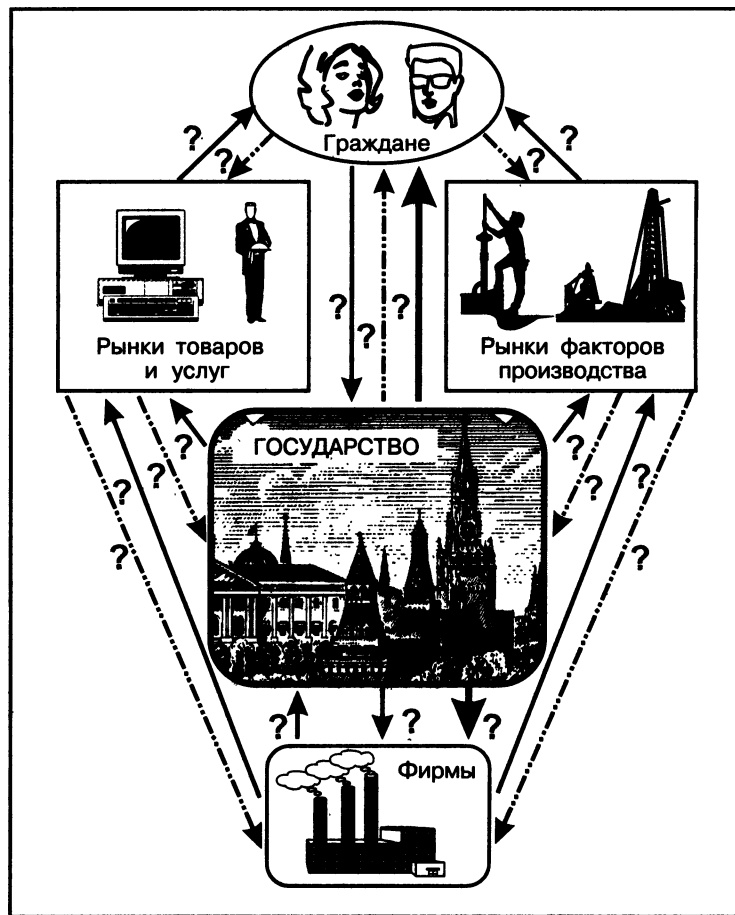 Граждане
?
?
?
?
Рынки товаров
и услуг
?
?
?
Рынки факторов
производства
ГОСУДАРСТВО
?
?
?
?
?
?
?
?
?
Фирмы